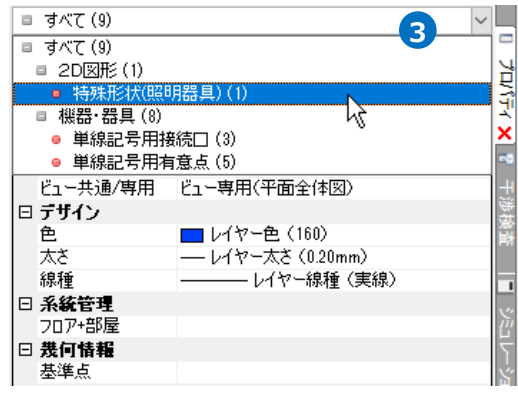 すべて (9)
3
すべて (9)
2D図形 (1)
特殊形状(照明器具) (1)
機器・器具 (8)
単線記号用接続口 (3)
単線記号用有意点 (5)
ビュー共通/専用 ビュー専用(平面全体図)
デザイン
色 レイヤー色 (160)
太さ レイヤー太さ (0.20mm)
線種 レイヤー線種 (実線)
系統管理
フロア+部屋
幾何情報
基準点
プロパティ
干渉検査
シミュレーショ